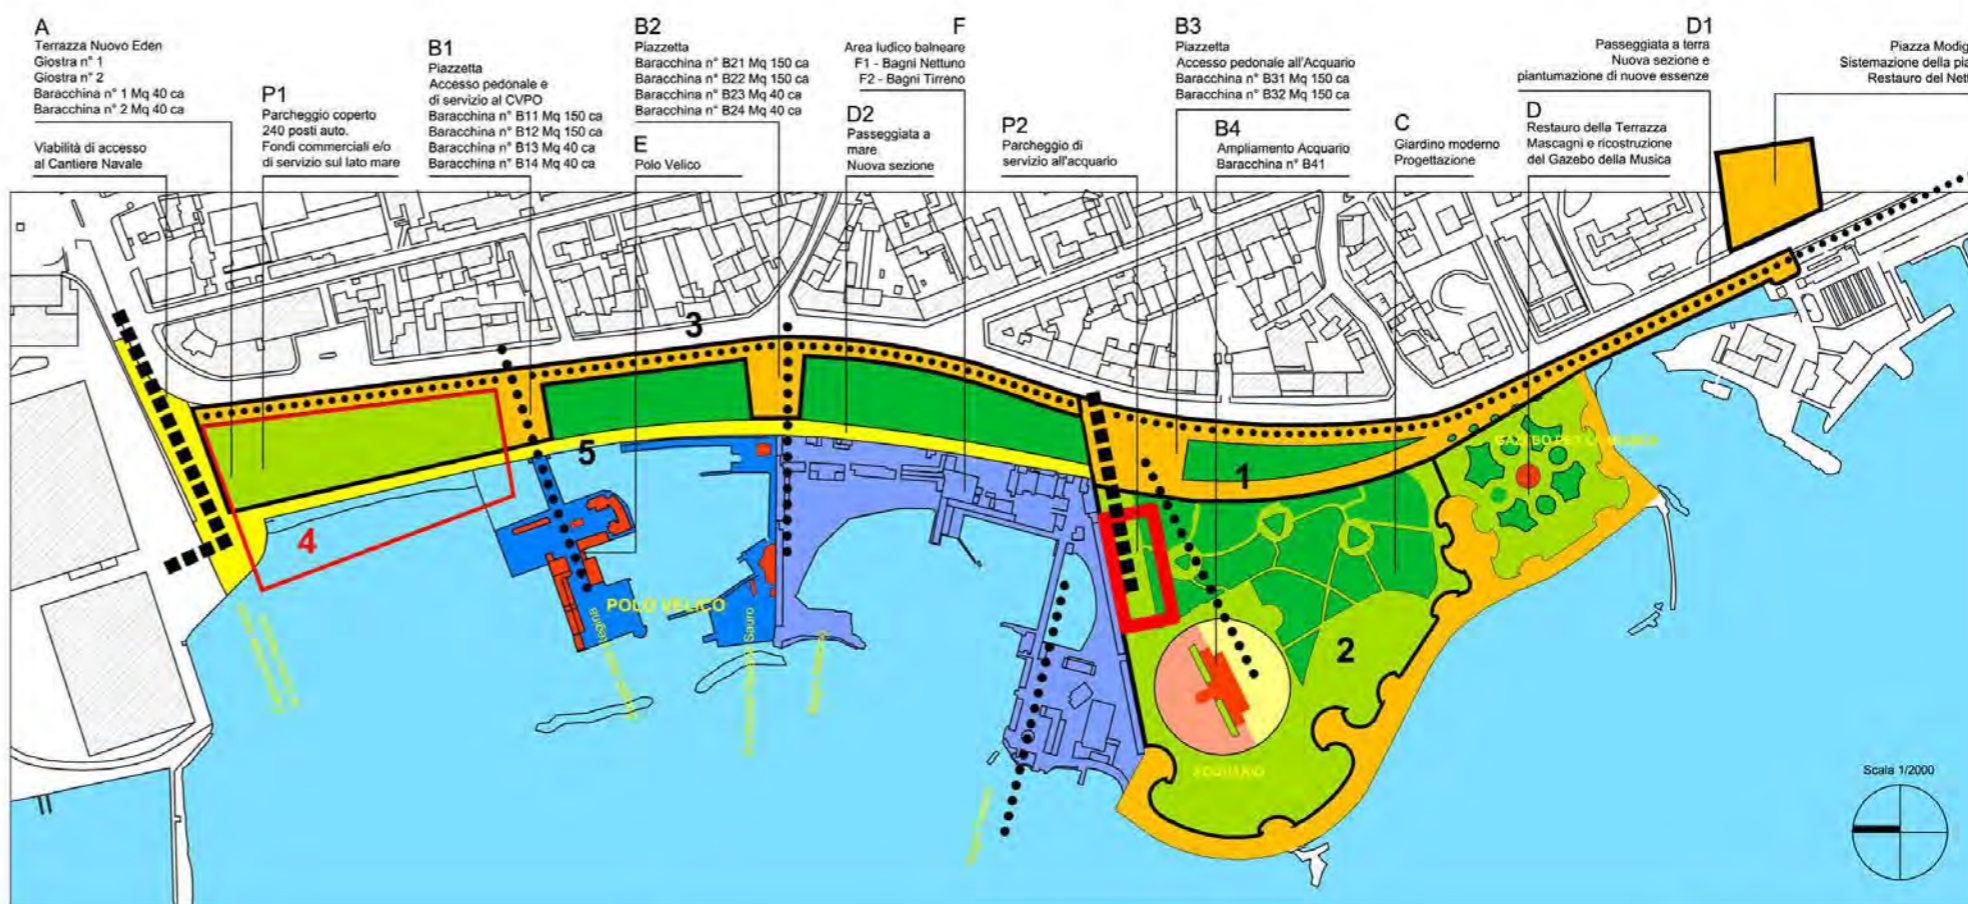 A
Terrazza Nuovo Eden
Giostra n° 1
Giostra n° 2
Baracchina n° 1 Mq 40 ca
Baracchina n° 2 Mq 40 ca
Viabilità di accesso
al Cantiere Navale
P1
Parcheggio coperto
240 posti auto.
Fondi commerciali e/o
di servizio sul lato mare
B1
Piazzetta
Accesso pedonale e
di servizio al CVPO
Baracchina n° B11 Mq 150 ca
Baracchina n° B12 Mq 150 ca
Baracchina n° B13 Mq 40 ca
Baracchina n° B14 Mq 40 ca
B2
Piazzetta
Baracchina n° B21 Mq 150 ca
Baracchina n° B22 Mq 150 ca
Baracchina n° B23 Mq 40 ca
Baracchina n° B24 Mq 40 ca
E
Polo Velico
D2
Passeggiata a
mare
Nuova sezione
F
Area ludico balneare
F1 - Bagni Nettuno
F2 - Bagni Tirreno
P2
Parcheggio di
servizio all'acquario
B3
Piazzetta
Accesso pedonale all'Acquario
Baracchina n° B31 Mq 150 ca
Baracchina n° B32 Mq 150 ca
B4
Ampliamento Acquario
Baracchina n° B41
C
Giardino moderno
Progettazione
D1
Passeggiata a terra
Nuova sezione e
piantumazione di nuove essenze
D
Restauro della Terrazza
Mascagni e ricostruzione
del Gazebo della Musica
Piazza Modig
Sistemazione della pia
Restauro del Nett
3
5
4
1
2
GAZEBO PER LA MUSICA
POLO VELICO
Sauro
ACQUARIO
Scala 1/2000